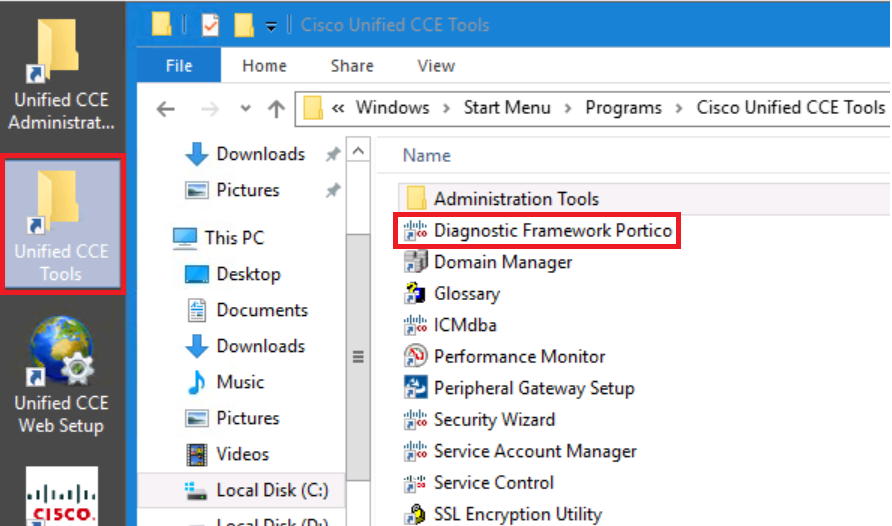 Unified CCE
Administrat...
Unified CCE
Tools
Unified CCE
Web Setup
CISCO.
Cisco Unified CCE Tools
File Home Share View
« Windows > Start Menu > Programs > Cisco Unified CCE Tools
Downloads
Pictures
This PC
Desktop
Documents
Downloads
Music
Pictures
Videos
Local Disk (C:)
Local Disk (D:)
Name
Administration Tools
Diagnostic Framework Portico
Domain Manager
Glossary
ICMdba
Performance Monitor
Peripheral Gateway Setup
Security Wizard
Service Account Manager
Service Control
SSL Encryption Utility